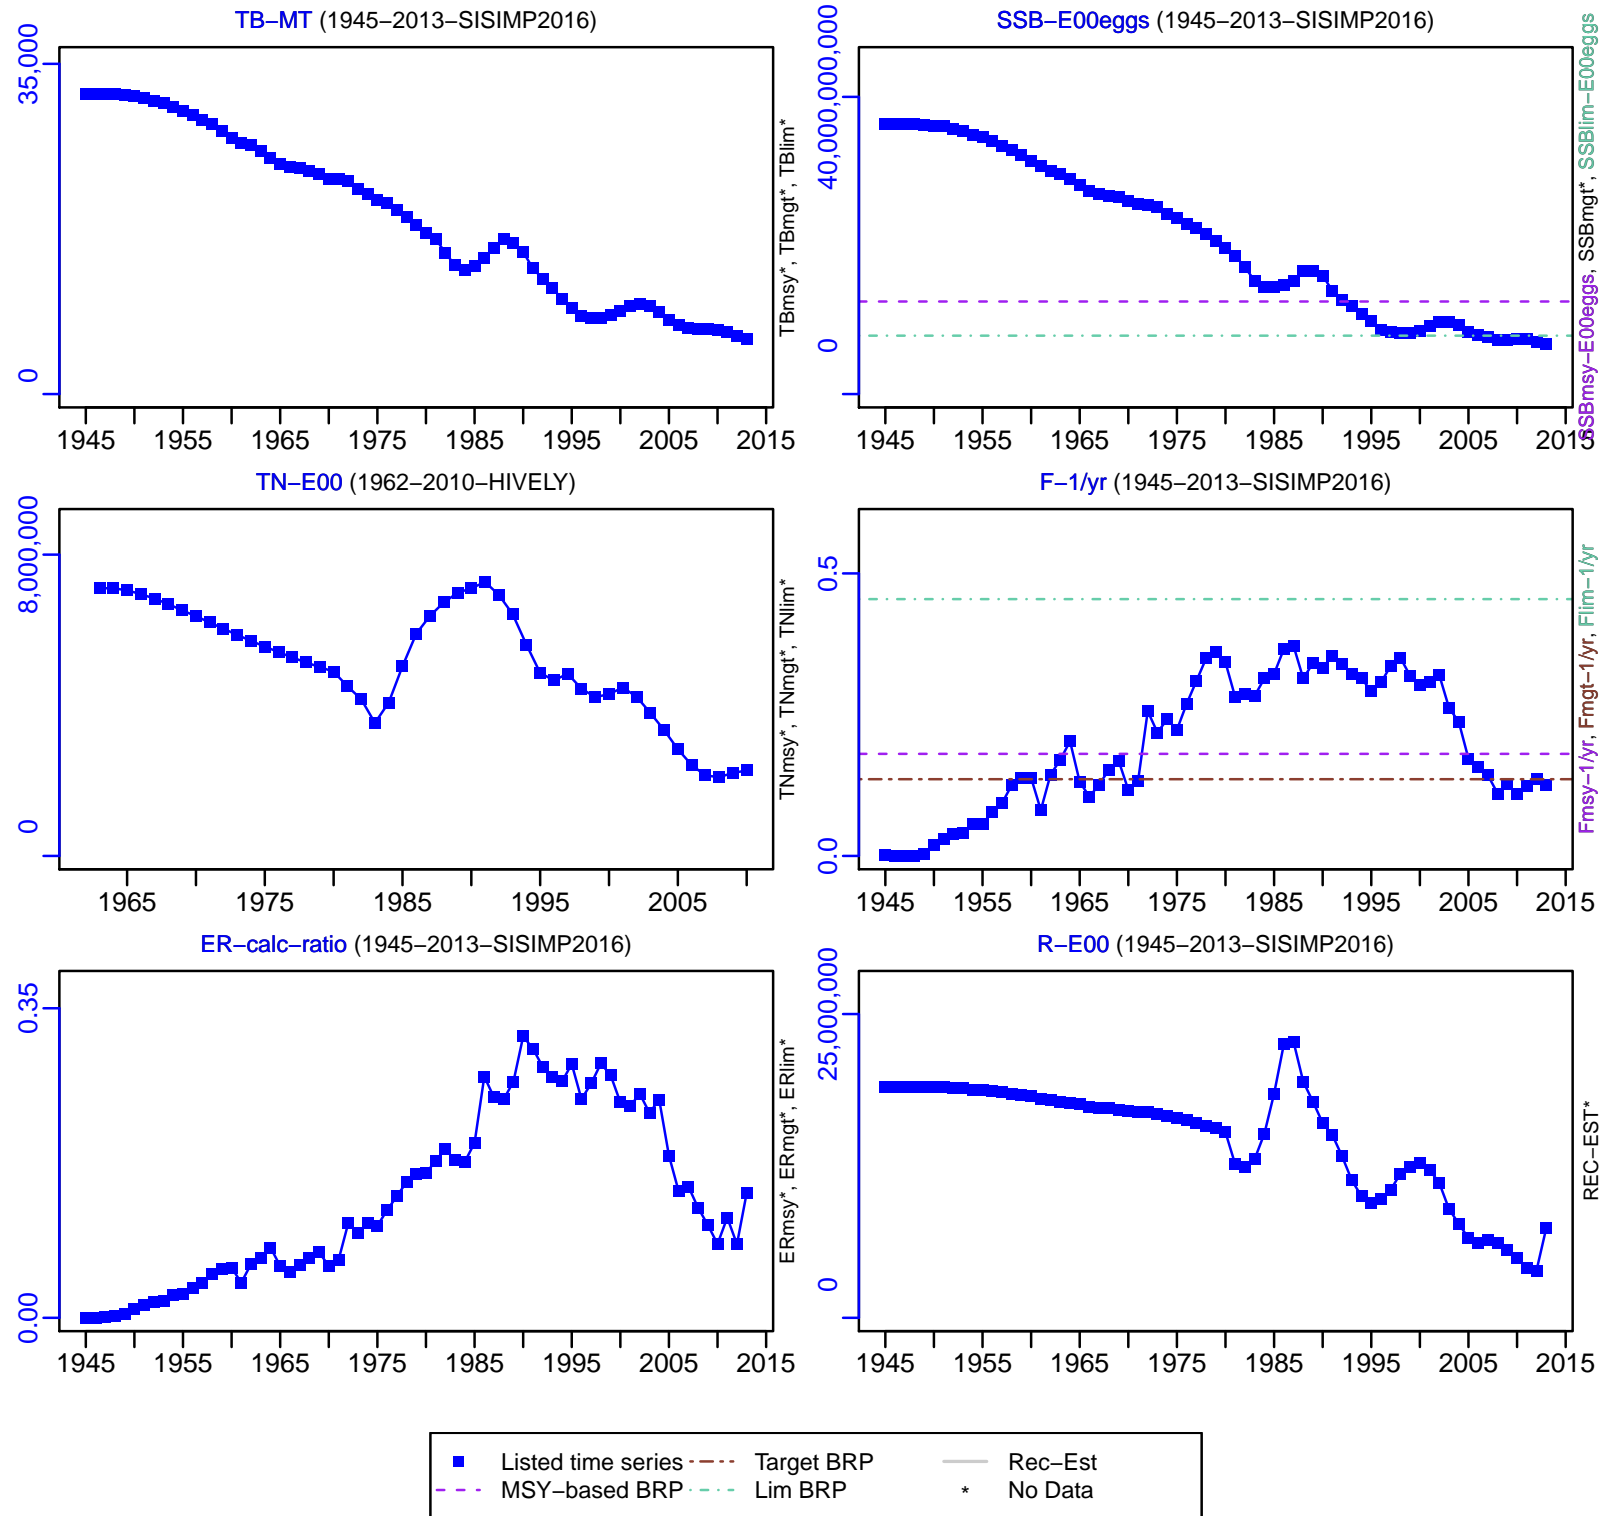 TB−MT (1945−2013−SISIMP2016)
35,000
0
1945 1955 1965 1975 1985 1995 2005 2015
TBmsy*, TBmgt*, TBlim*
SSB−E00eggs (1945−2013−SISIMP2016)
40,000,000
0
1945 1955 1965 1975 1985 1995 2005 2015
SSBmsy−E00eggs, SSBmgt*, SSBlim−E00eggs
TN−E00 (1962−2010−HIVELY)
8,000,000
0
1965 1975 1985 1995 2005
TNmsy*, TNmgt*, TNlim*
F−1/yr (1945−2013−SISIMP2016)
0.5
0.0
1945 1955 1965 1975 1985 1995 2005 2015
Fmsy−1/yr, Fmgt−1/yr, Flim−1/yr
ER−calc−ratio (1945−2013−SISIMP2016)
0.35
0.00
1945 1955 1965 1975 1985 1995 2005 2015
ERmsy*, ERmgt*, ERlim*
R−E00 (1945−2013−SISIMP2016)
25,000,000
0
1945 1955 1965 1975 1985 1995 2005 2015
REC−EST*
Listed time series Target BRP Rec−Est
MSY−based BRP Lim BRP * No Data